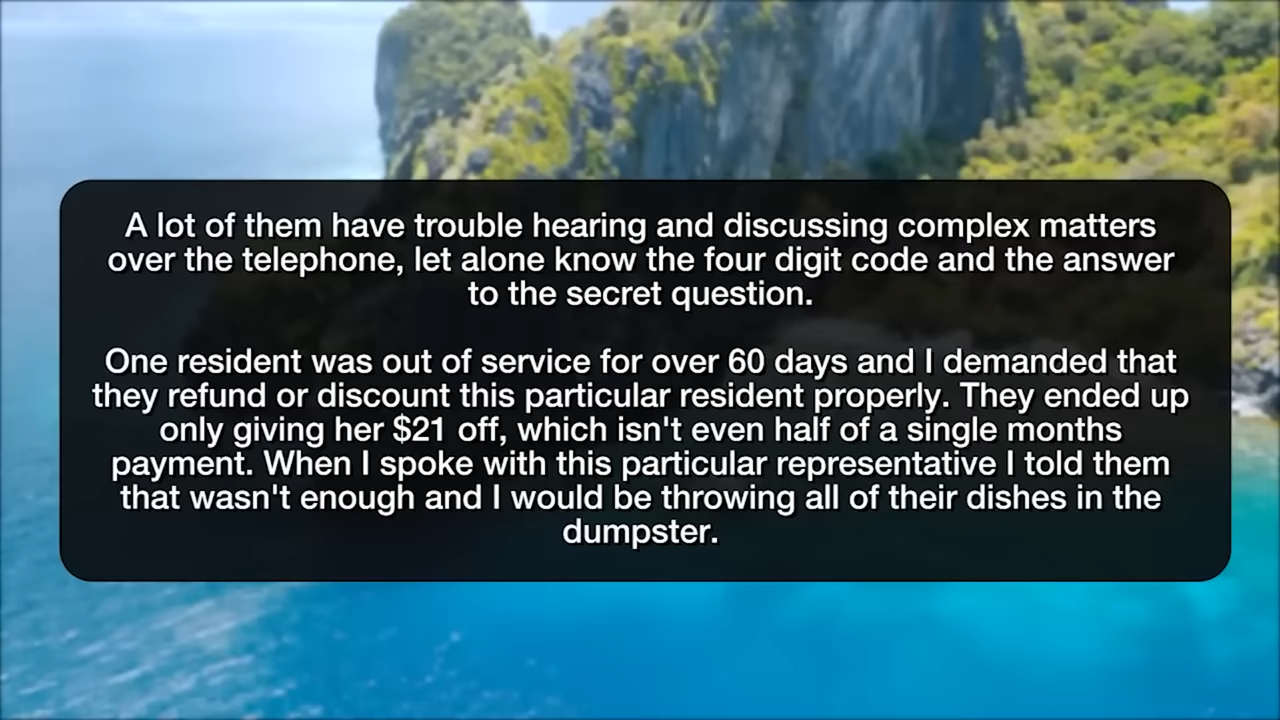 A lot of them have trouble hearing and discussing complex matters
over the telephone, let alone know the four digit code and the answer
to the secret question.
One resident was out of service for over 60 days and I demanded that
they refund or discount this particular resident properly. They ended up
only giving her $21 off, which isn't even half of a single months
payment. When I spoke with this particular representative I told them
that wasn't enough and I would be throwing all of their dishes in the
dumpster.